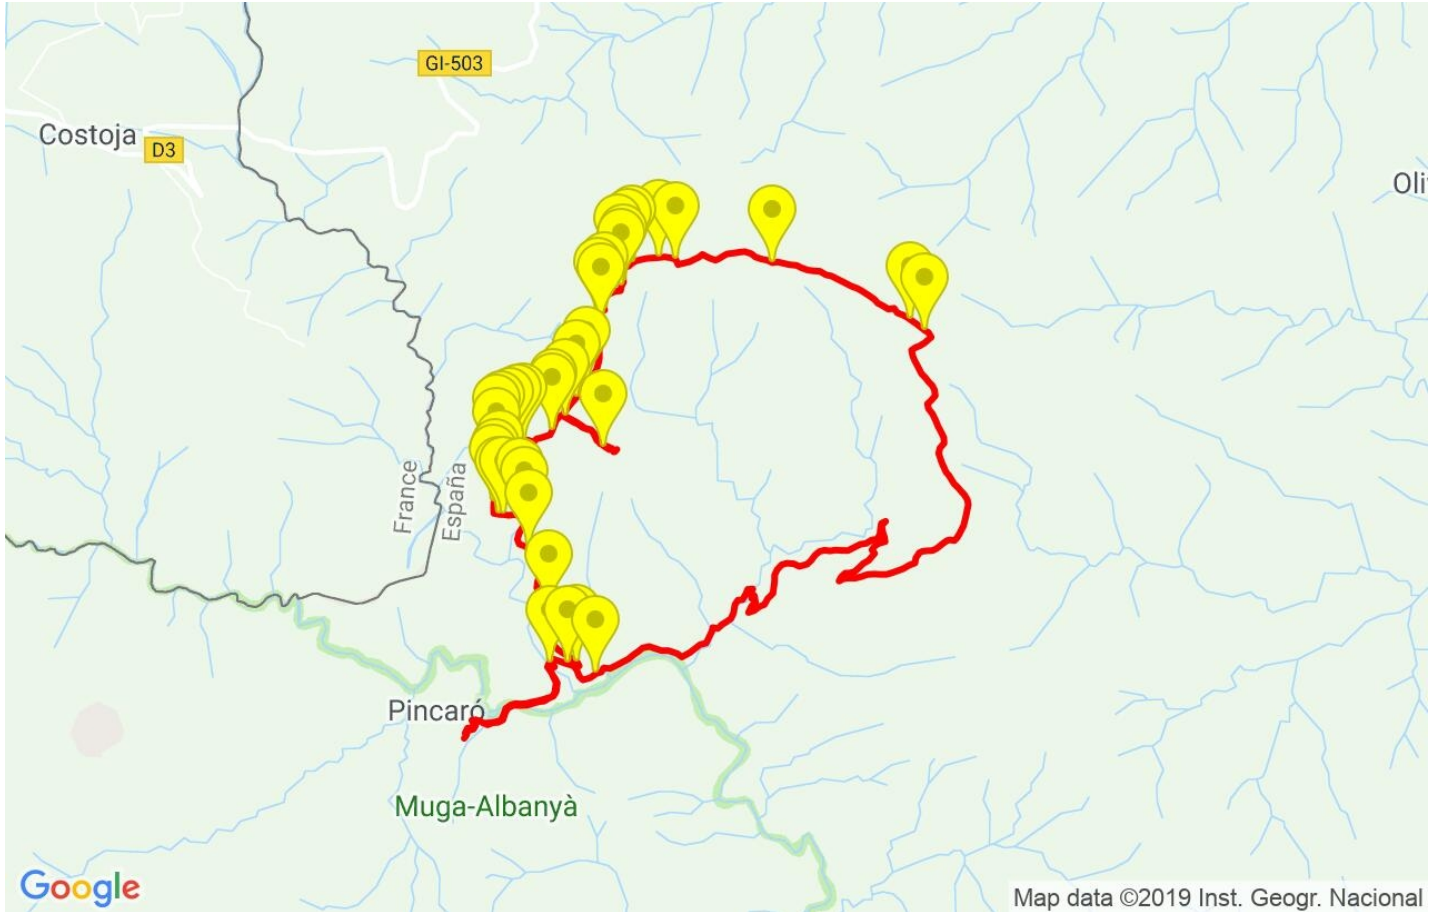 GI-503
Costoja
D3
Oli
France
España
Pincaró
Muga-Albanyà
Google
Map data ©2019 Inst. Geogr. Nacional